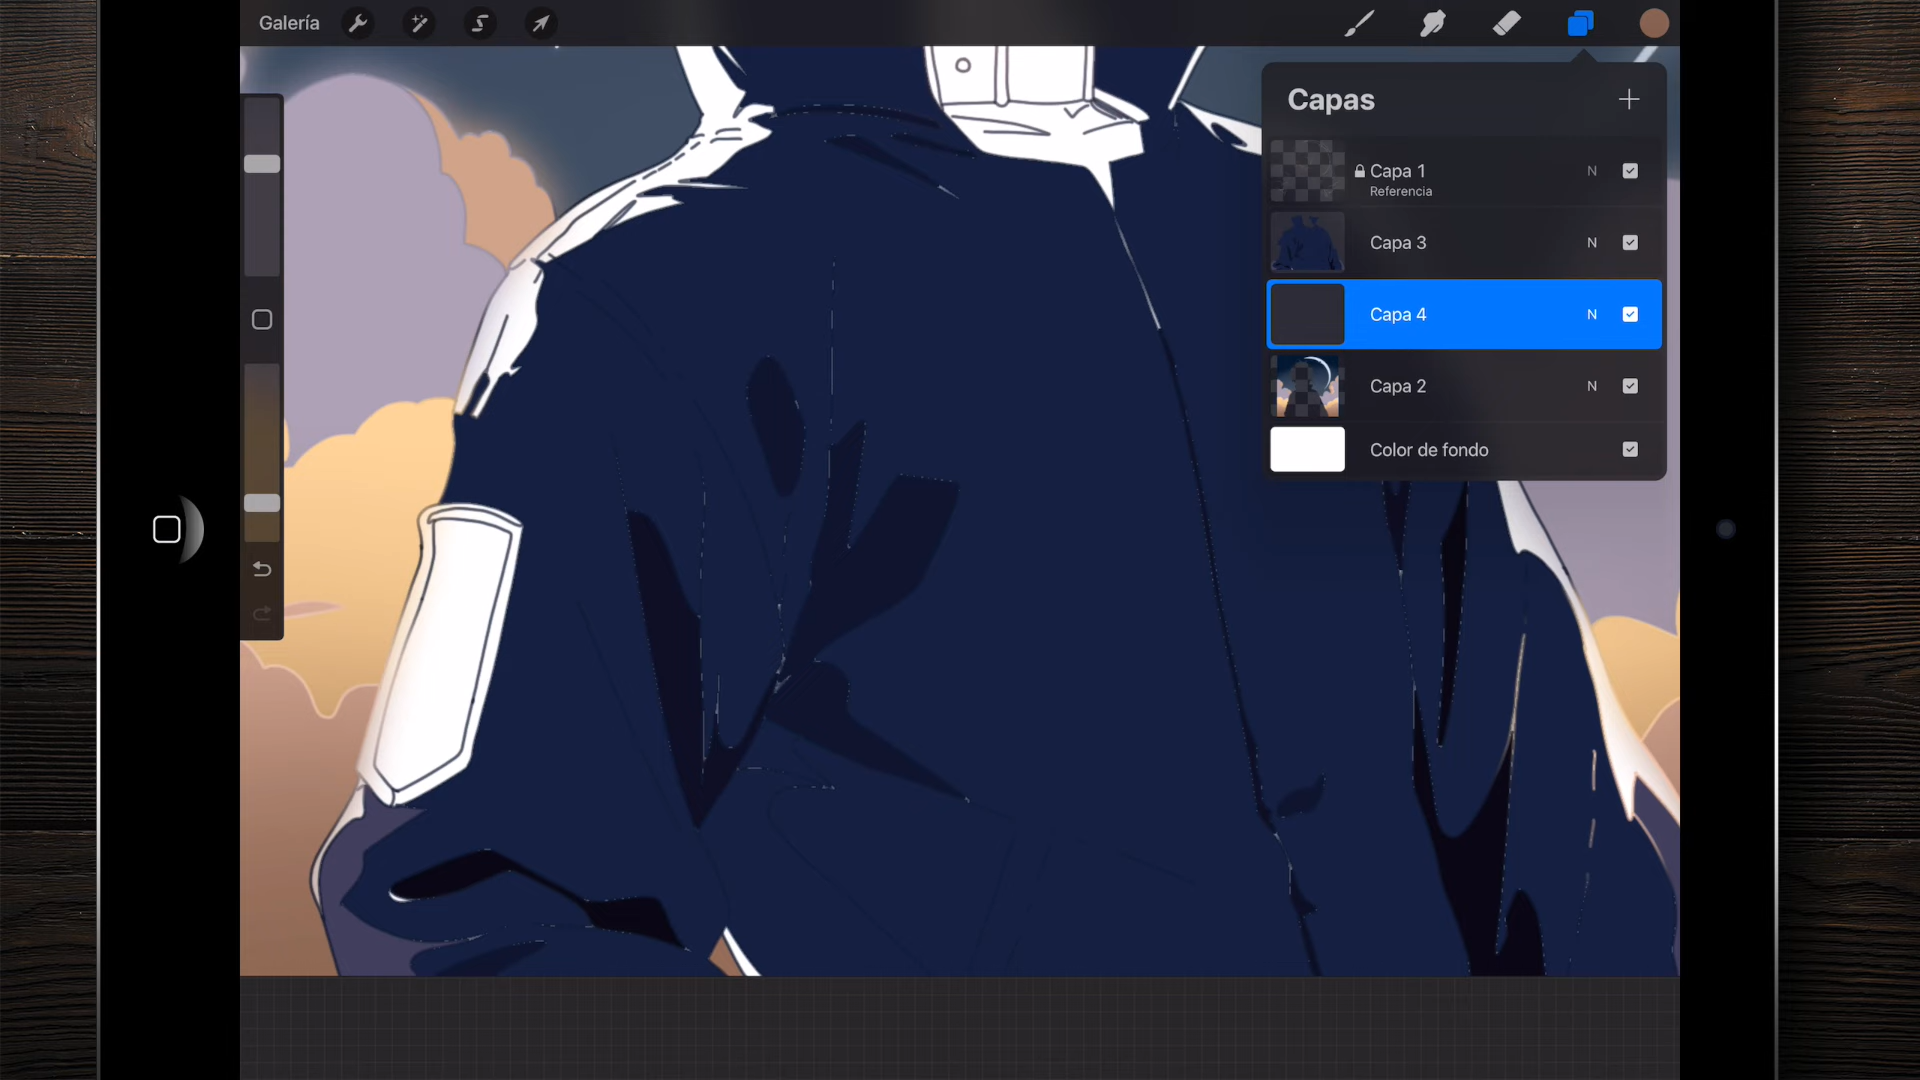 Galería
Capas
Capa 1 N
Referencia
Capa 3 N
Capa 4 N
Capa 2 N
Color de fondo